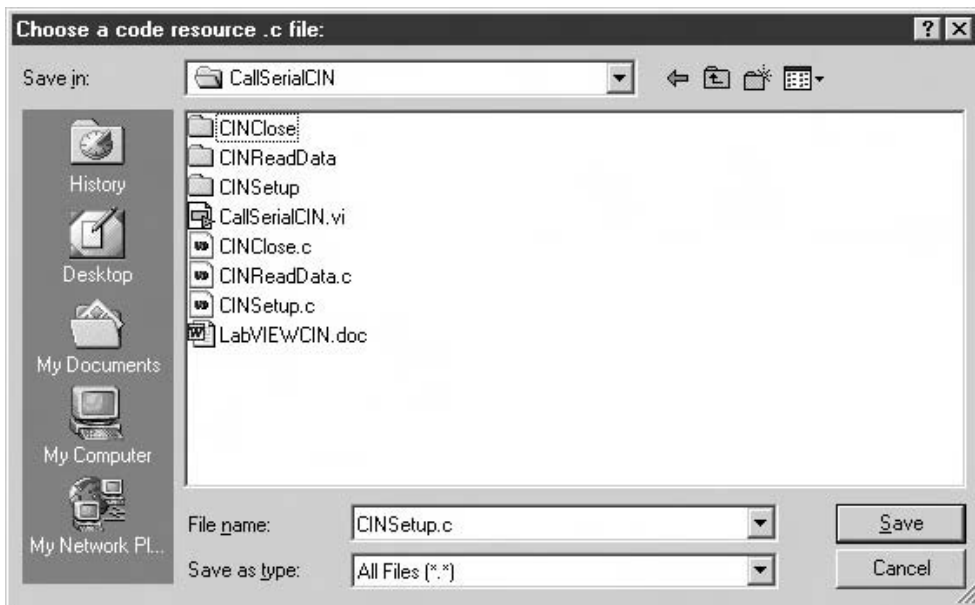 Choose a code resource .c file:
Save in:
CallSerialCIN
History
Desktop
My Documents
My Computer
My Network Pl...
CINClose
CINReadData
CINSetup
CallSerialCIN.vi
CINClose.c
CINReadData.c
CINSetup.c
LabVIEWCIN.doc
File name:
CINSetup.c
Save
Save as type:
All Files (*.*)
Cancel